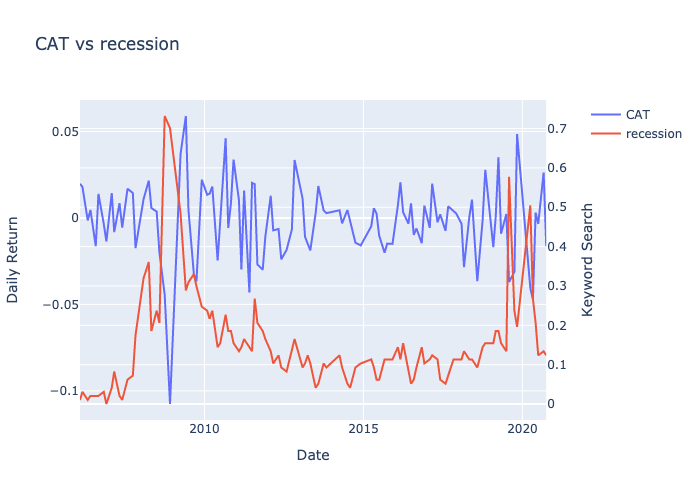 CAT vs recession
CAT
recession
Daily Return
0.05
0
−0.05
−0.1
0.7
0.6
0.5
0.4
0.3
0.2
0.1
0
Keyword Search
2010
2015
2020
Date